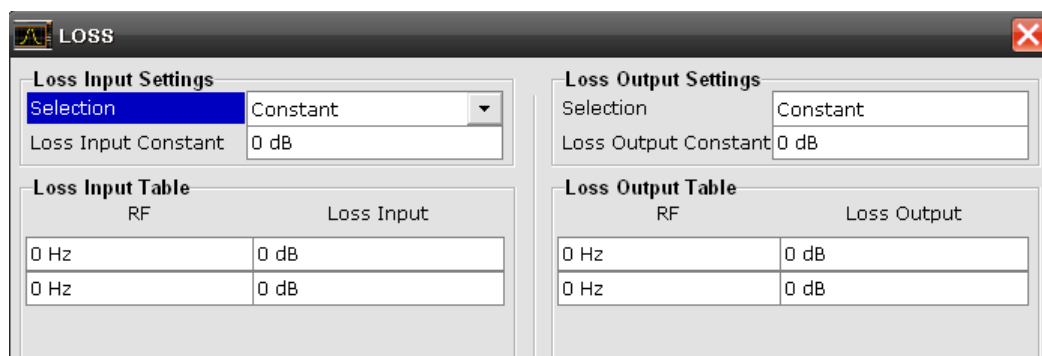 LOSS
Loss Input Settings
Selection Constant
Loss Input Constant 0 dB
Loss Input Table
RF Loss Input
0 Hz 0 dB
0 Hz 0 dB
Loss Output Settings
Selection Constant
Loss Output Constant 0 dB
Loss Output Table
RF Loss Output
0 Hz 0 dB
0 Hz 0 dB